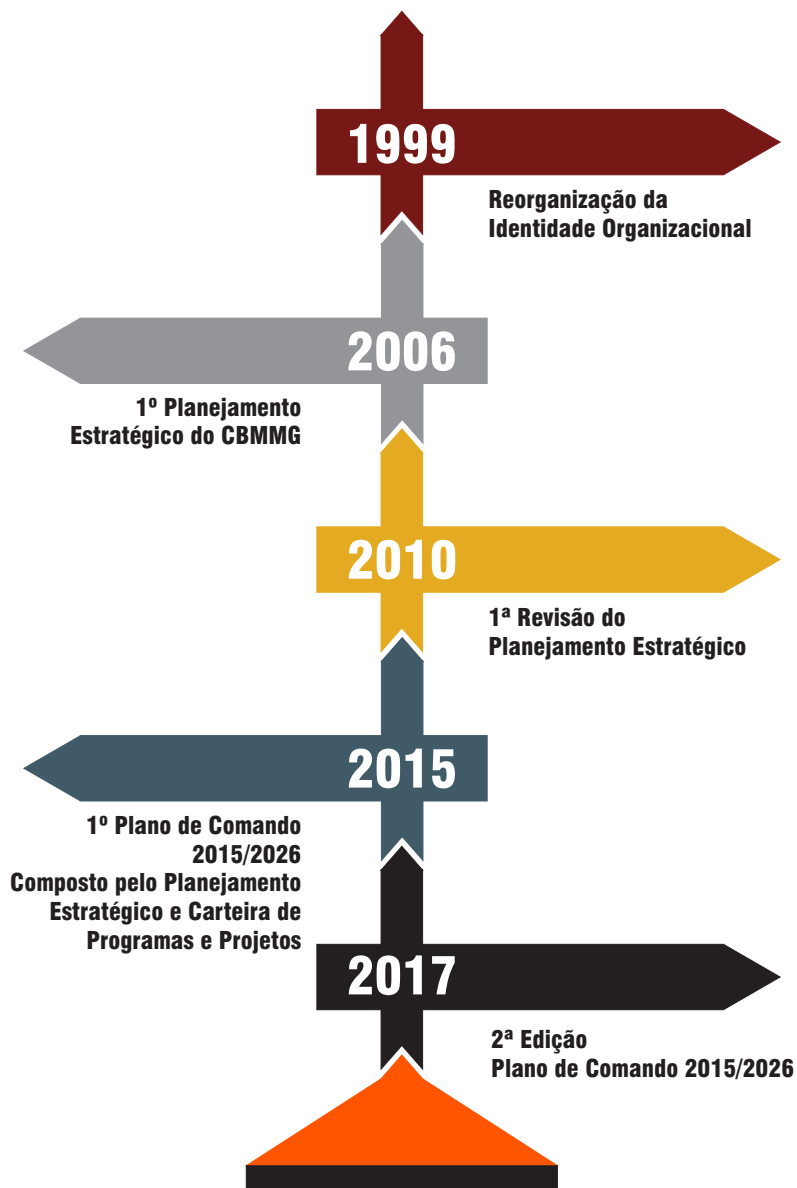 1999
Reorganização da
Identidade Organizacional
2006
1º Planejamento
Estratégico do CBMMG
2010
1ª Revisão do
Planejamento Estratégico
2015
1º Plano de Comando
2015/2026
Composto pelo Planejamento
Estratégico e Carteira de
Programas e Projetos
2017
2ª Edição
Plano de Comando 2015/2026